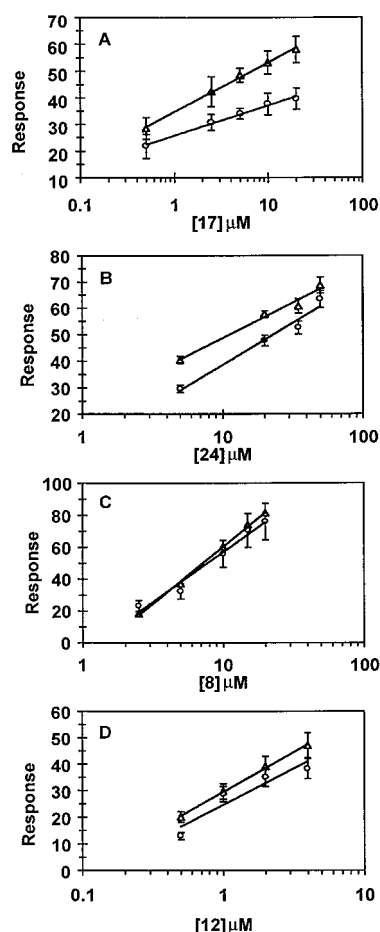 70
60
50
40
30
20
10
A
Response
0.1 1 10 100
[17] µM
80
70
60
50
40
30
20
B
Response
1 10 100
[24] µM
100
80
60
40
20
0
C
Response
1 10 100
[8] µM
60
50
40
30
20
10
0
D
Response
0.1 1 10
[12] µM